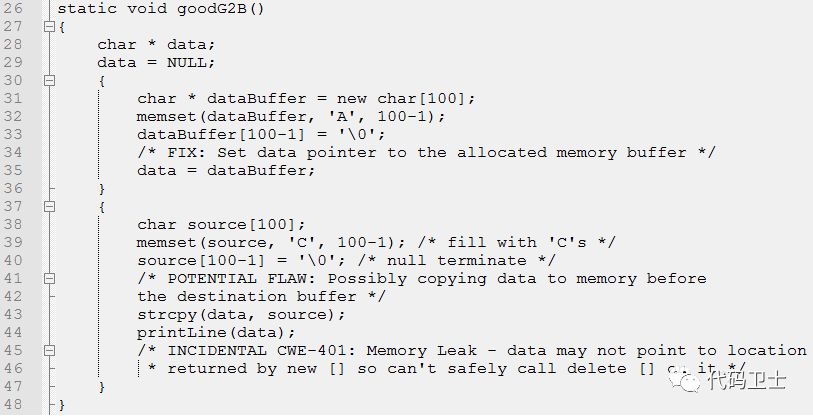 26 static void goodG2B()
27 {
28 char * data;
29 data = NULL;
30 {
31 char * dataBuffer = new char[100];
32 memset(dataBuffer, 'A', 100-1);
33 dataBuffer[100-1] = '\0';
34 /* FIX: Set data pointer to the allocated memory buffer */
35 data = dataBuffer;
36 }
37 {
38 char source[100];
39 memset(source, 'C', 100-1); /* fill with 'C's */
40 source[100-1] = '\0'; /* null terminate */
41 /* POTENTIAL FLAW: Possibly copying data to memory before
42 the destination buffer */
43 strcpy(data, source);
44 printLine(data);
45 /* INCIDENTAL CWE-401: Memory Leak - data may not point to location
46 * returned by new [] so can't safely call delete [] it */
代码卫士
47 }
48 }